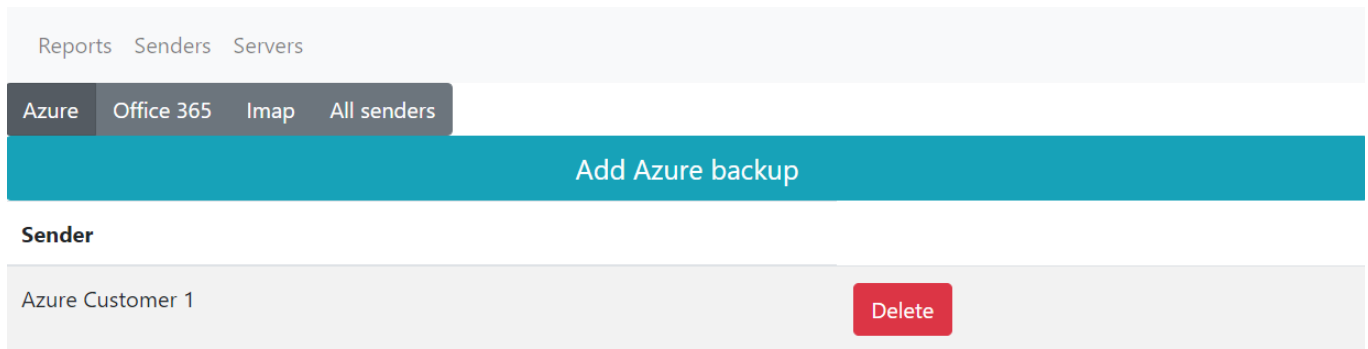 Reports Senders Servers
Azure Office 365 Imap All senders
Add Azure backup
Sender
Azure Customer 1 Delete